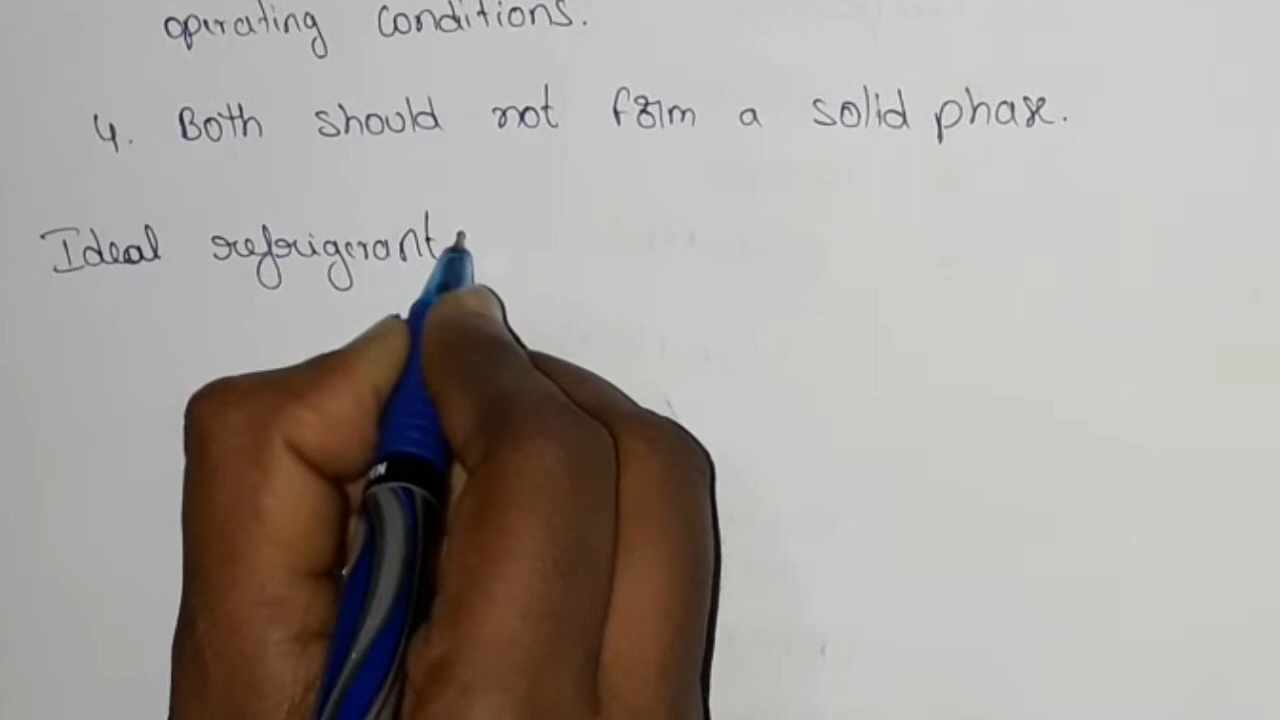 operating conditions.
4. Both should not form a solid phase.
Ideal refrigerant